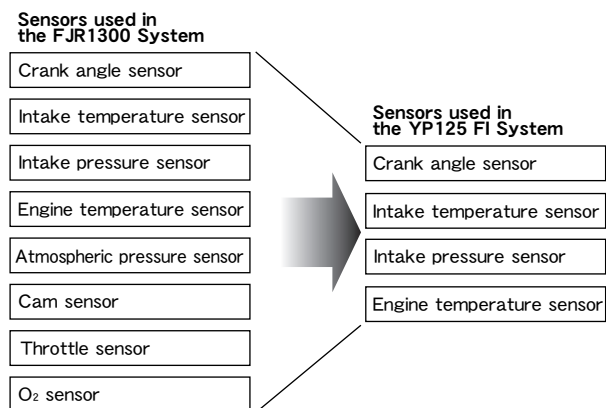 Sensors used in
the FJR1300 System
Crank angle sensor
Intake temperature sensor
Intake pressure sensor
Engine temperature sensor
Atmospheric pressure sensor
Cam sensor
Throttle sensor
O₂ sensor
Sensors used in
the YP125 FI System
Crank angle sensor
Intake temperature sensor
Intake pressure sensor
Engine temperature sensor